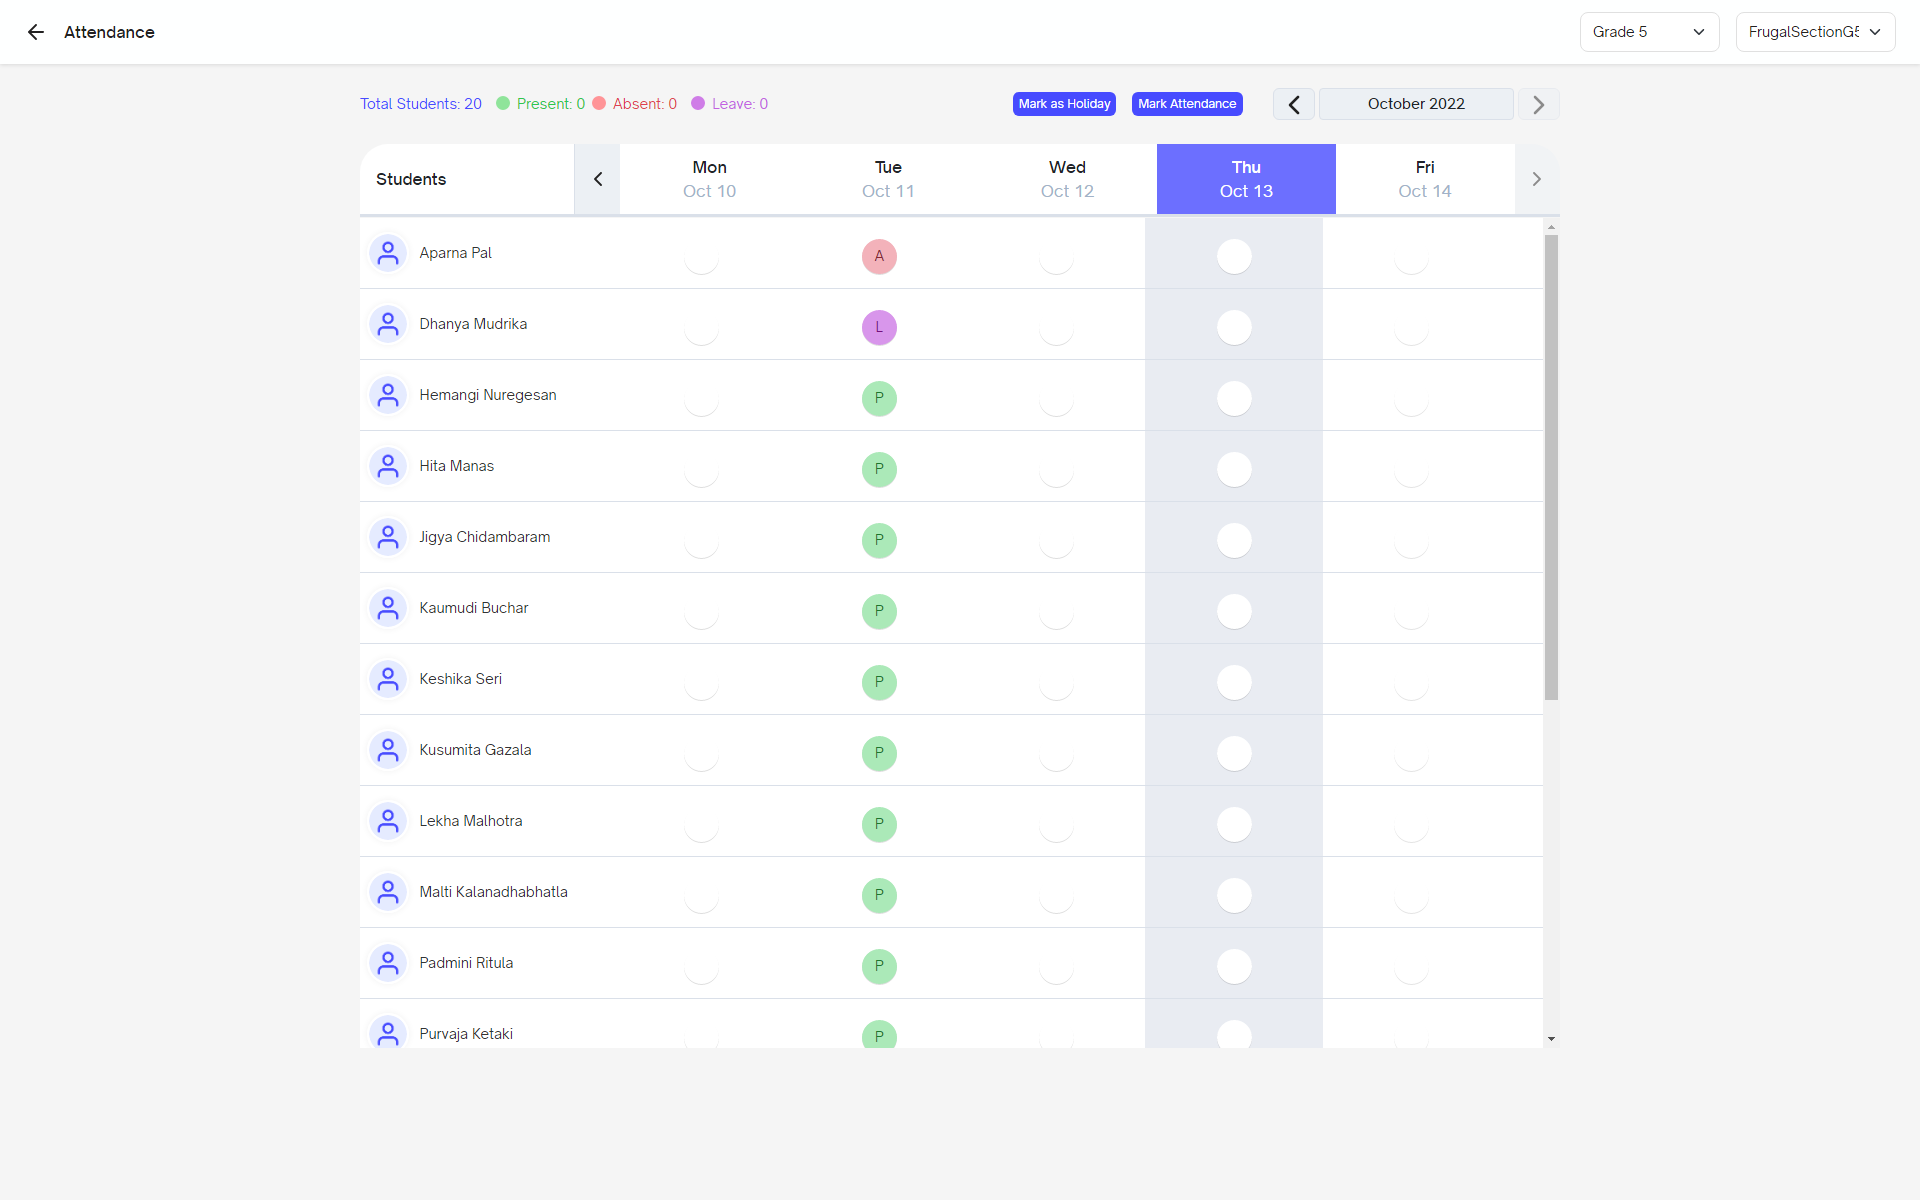 Attendance
Grade 5
FrugalSectionG5
Total Students: 20 Present: 0 Absent: 0 Leave: 0
Mark as Holiday
Mark Attendance
October 2022
Students
Mon Tue Wed Thu Fri
Oct 10 Oct 11 Oct 12 Oct 13 Oct 14
Aparna Pal A
Dhanya Mudrika L
Hemangi Nuregesan P
Hita Manas P
Jigya Chidambaram P
Kaumudi Buchar P
Keshika Seri P
Kusumita Gazala P
Lekha Malhotra P
Malti Kalanadhabhatla P
Padmini Ritula P
Purvaja Ketaki P